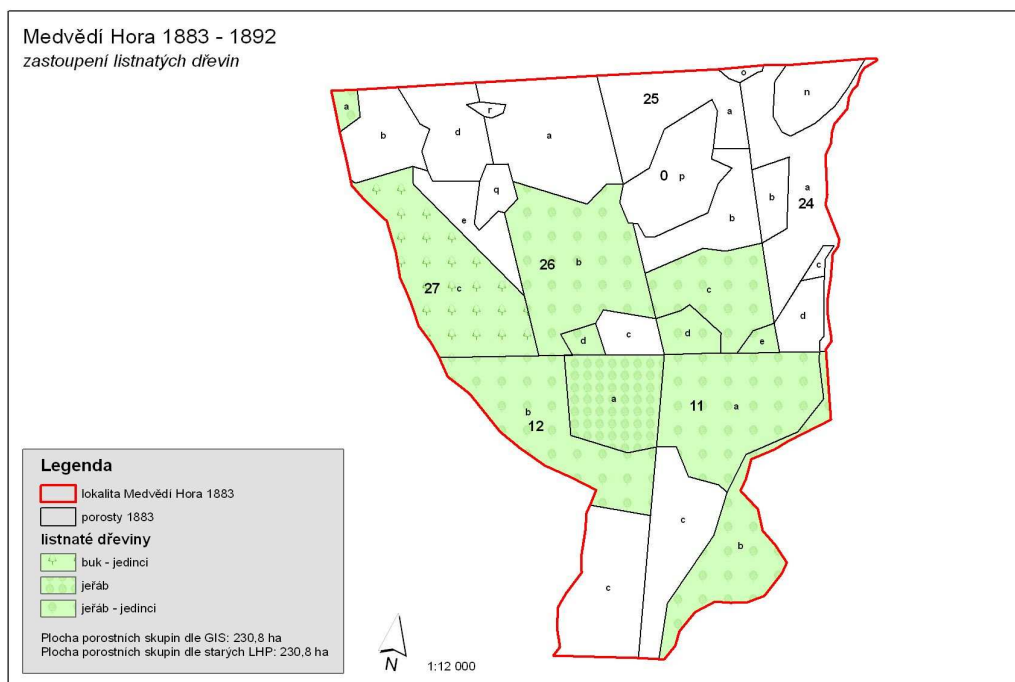 Medvědí Hora 1883 - 1892
zastoupení listnatých dřevin
o
n
25
a
r
a
b
d
a
0 p
q
a
b
24
e
b
c
26 b
27 c
c
d
d
c
d
e
a
11 a
b
12
c
b
c
Legenda
lokalita Medvědí Hora 1883
porosty 1883
listnaté dřeviny
buk - jedinci
jeřáb
jeřáb - jedinci
Plocha porostních skupin dle GIS: 230,8 ha
Plocha porostních skupin dle starých LHP: 230,8 ha
N
1:12 000